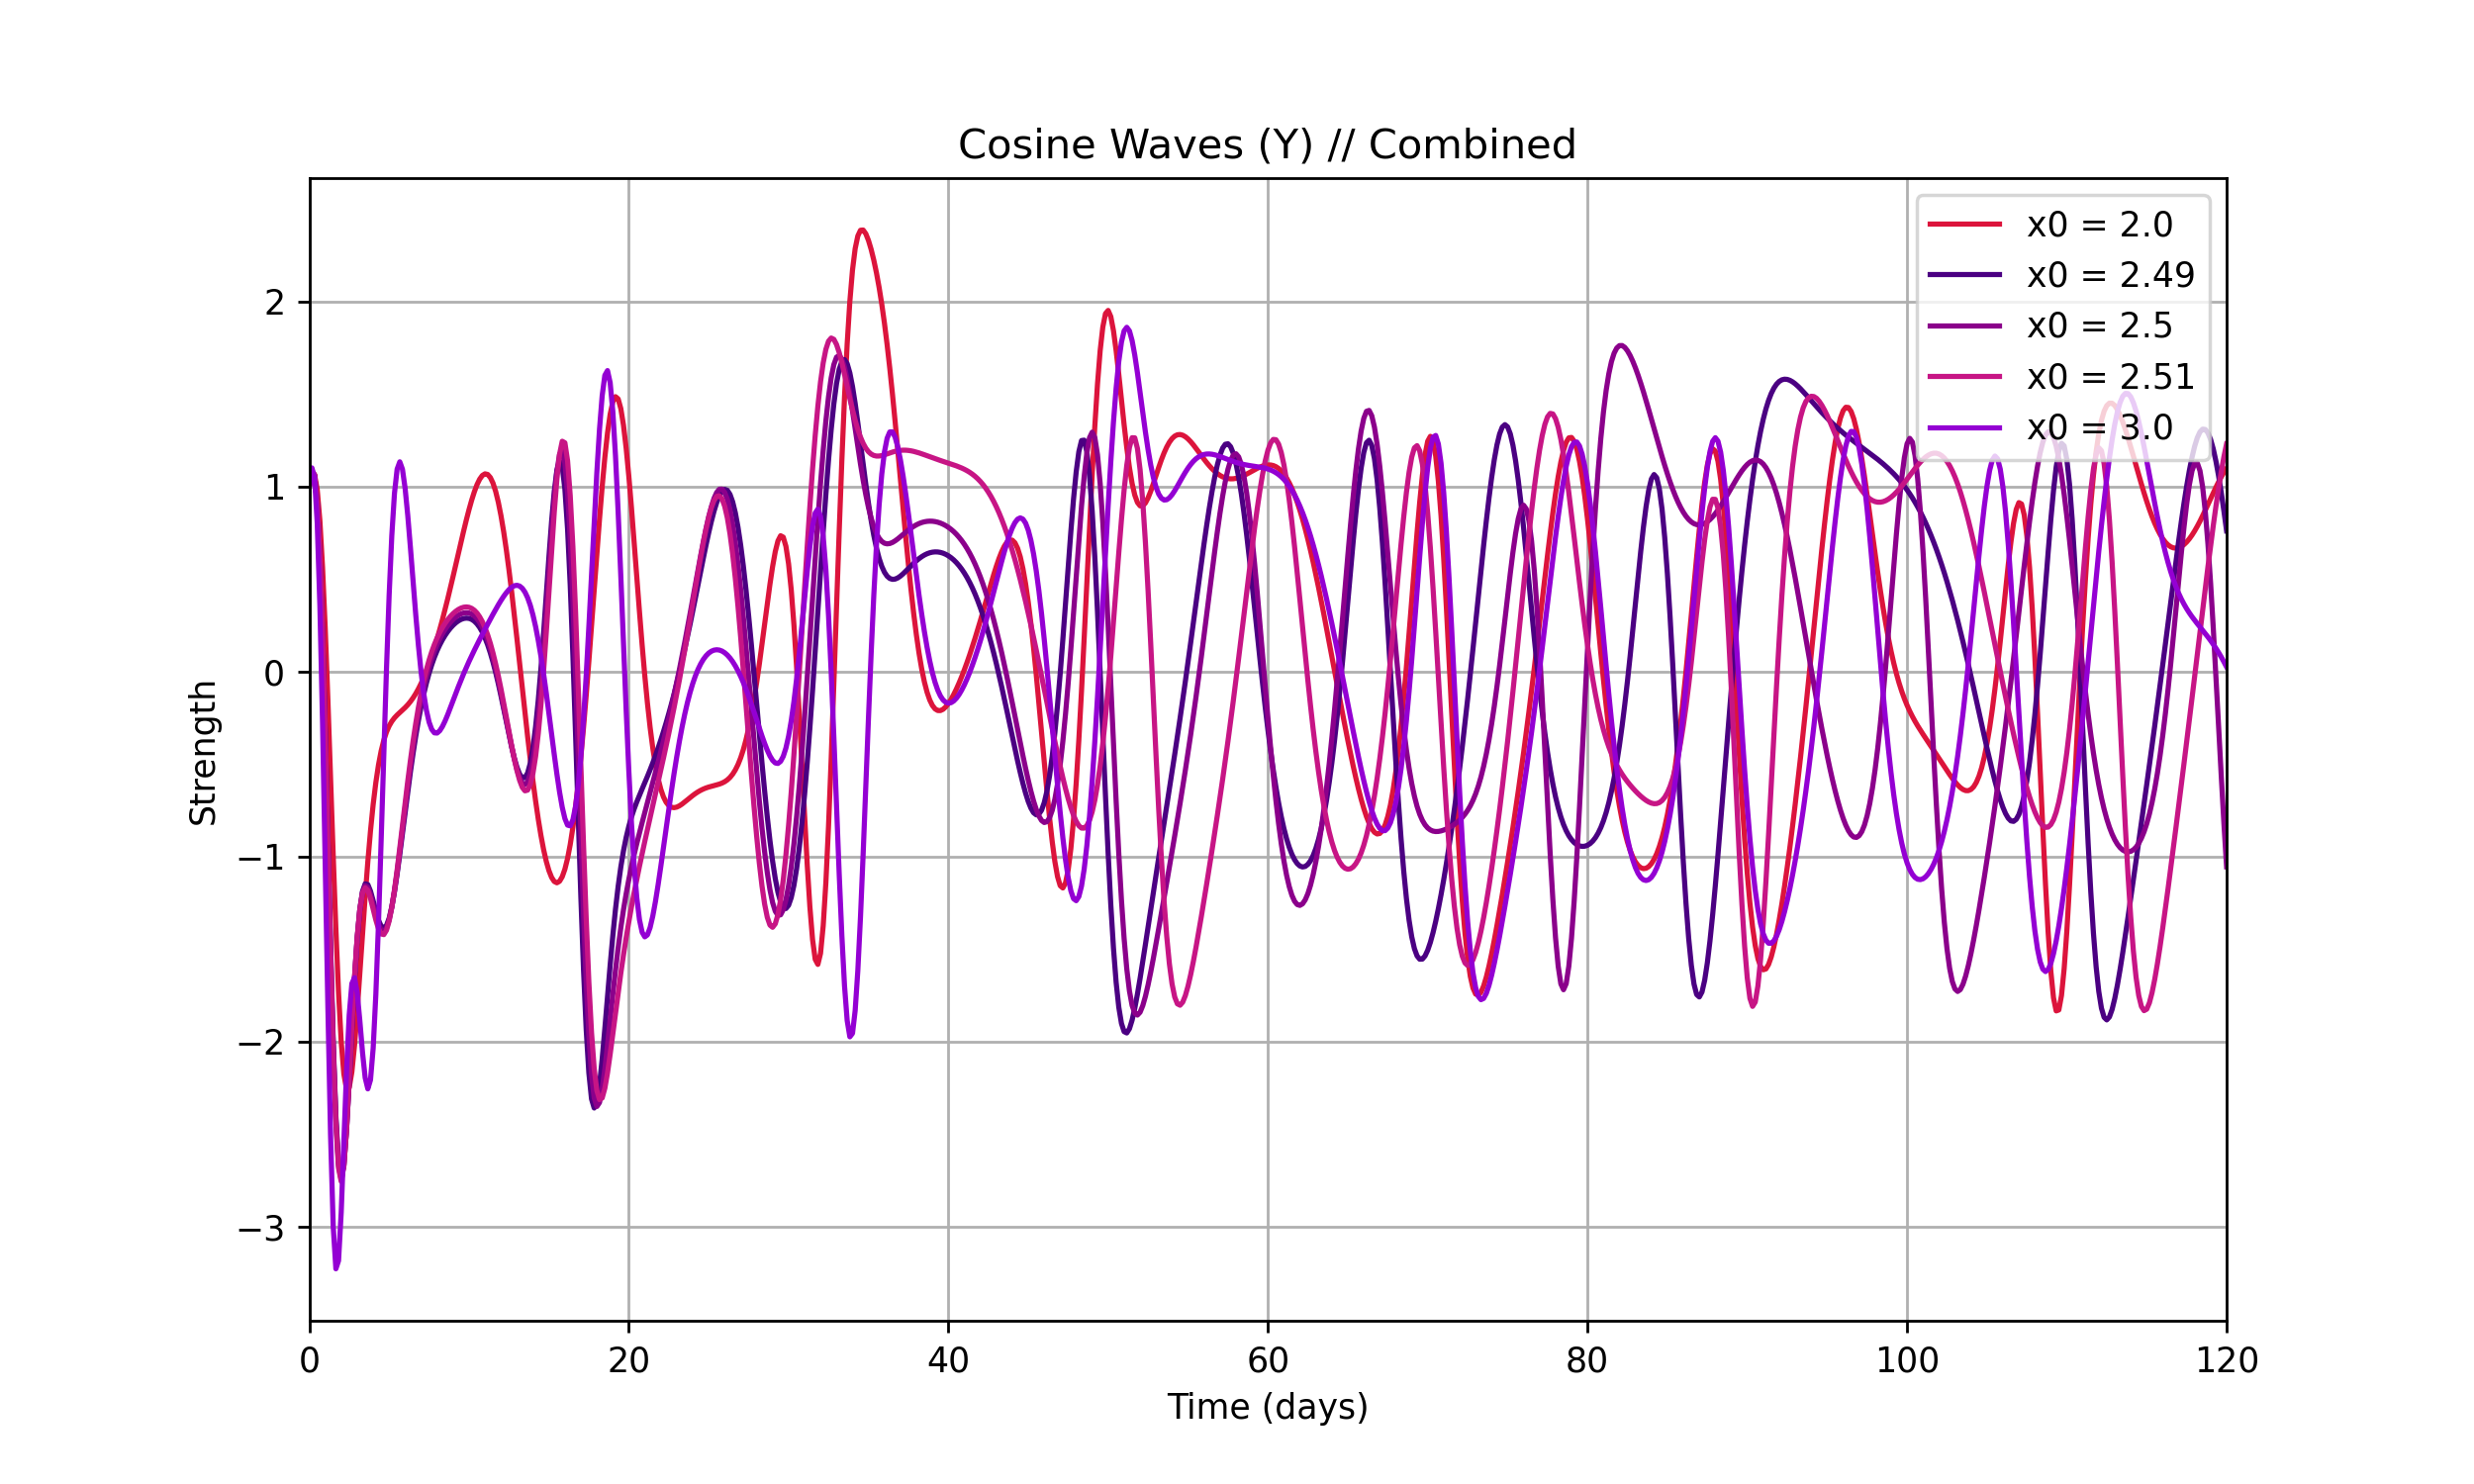 Cosine Waves (Y) // Combined
x0 = 2.0
x0 = 2.49
x0 = 2.5
x0 = 2.51
x0 = 3.0
Strength
2
1
0
−1
−2
−3
0 20 40 60 80 100 120
Time (days)